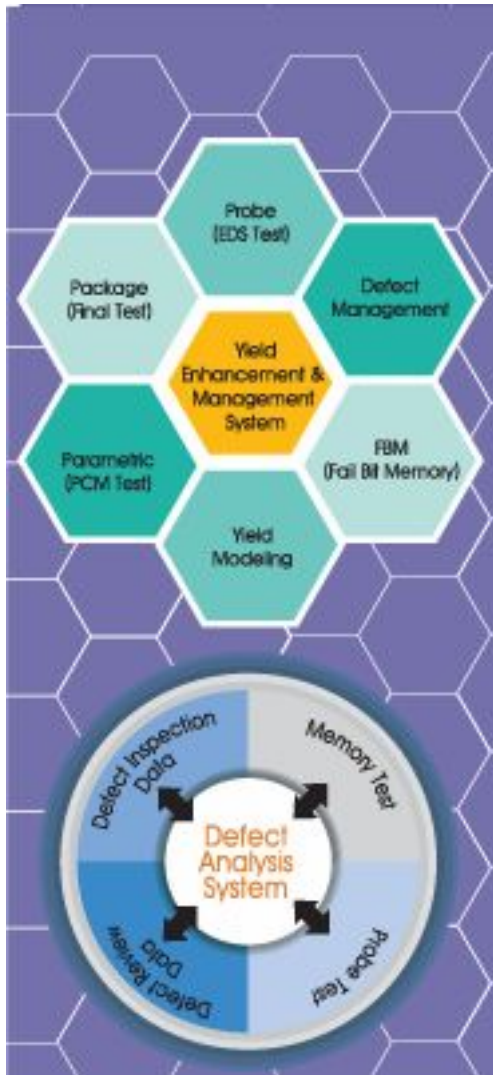 Probe
(EDS Test)
Package
(Final Test)
Defect
Management
Yield
Enhancement &
Management
System
Parametric
(PCM Test)
FBM
(Fail Bit Memory)
Yield
Modeling
Defect Inspection
Data
Memory Test
Defect
Analysis
System
Defect Review
Data
Probe Test